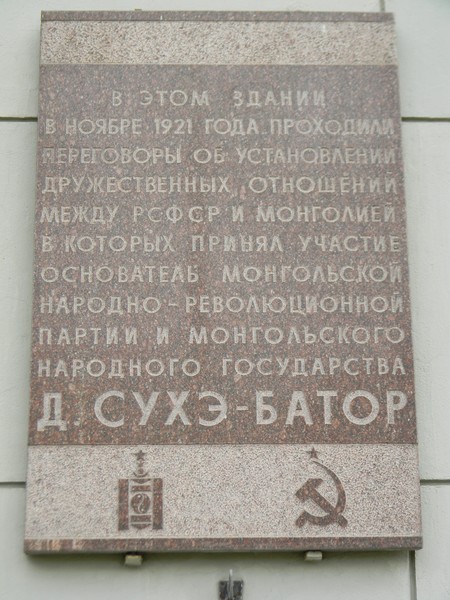 В ЭТОМ ЗДАНИИ
В НОЯБРЕ 1921 ГОДА ПРОХОДИЛИ
ПЕРЕГОВОРЫ ОБ УСТАНОВЛЕНИИ
ДРУЖЕСТВЕННЫХ ОТНОШЕНИЙ
МЕЖДУ РСФСР И МОНГОЛИЕЙ
В КОТОРЫХ ПРИНЯЛ УЧАСТИЕ
ОСНОВАТЕЛЬ МОНГОЛЬСКОЙ
НАРОДНО-РЕВОЛЮЦИОННОЙ
ПАРТИИ И МОНГОЛЬСКОГО
НАРОДНОГО ГОСУДАРСТВА
Д. СУХЭ-БАТОР